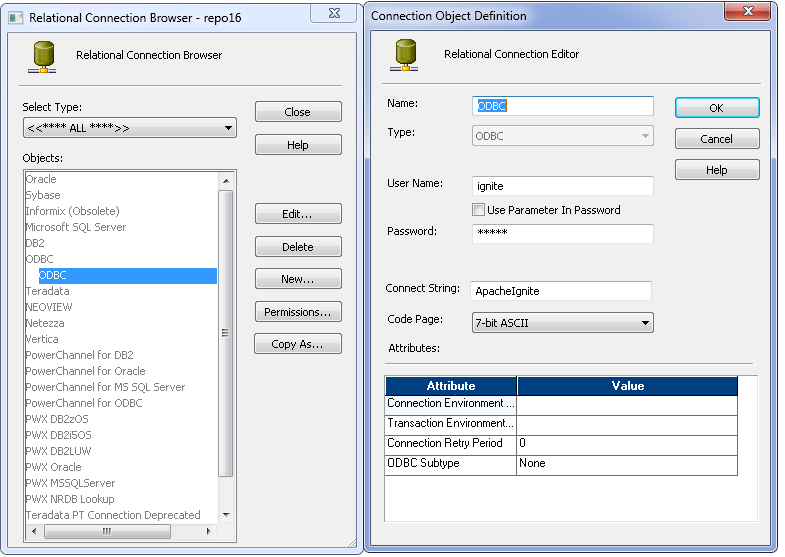 Relational Connection Browser - repo16
Relational Connection Browser
Select Type:
<<**** ALL ****>>
Close
Help
Objects:
Oracle
Sybase
Informix (Obsolete)
Microsoft SQL Server
DB2
ODBC
ODBC
Teradata
NEOVIEW
Netezza
Vertica
PowerChannel for DB2
PowerChannel for Oracle
PowerChannel for MS SQL Server
PowerChannel for ODBC
PWX DB2zOS
PWX DB2i5OS
PWX DB2LUW
PWX Oracle
PWX MSSQLServer
PWX NRDB Lookup
Teradata PT Connection Deprecated
Edit...
Delete
New...
Permissions...
Copy As...
Connection Object Definition
Relational Connection Editor
Name:
ODBC
Type:
ODBC
OK
Cancel
Help
User Name:
ignite
Use Parameter In Password
Password:
*****
Connect String:
ApacheIgnite
Code Page:
7-bit ASCII
Attributes:
Attribute Value
Connection Environment ...
Transaction Environment...
Connection Retry Period 0
ODBC Subtype None